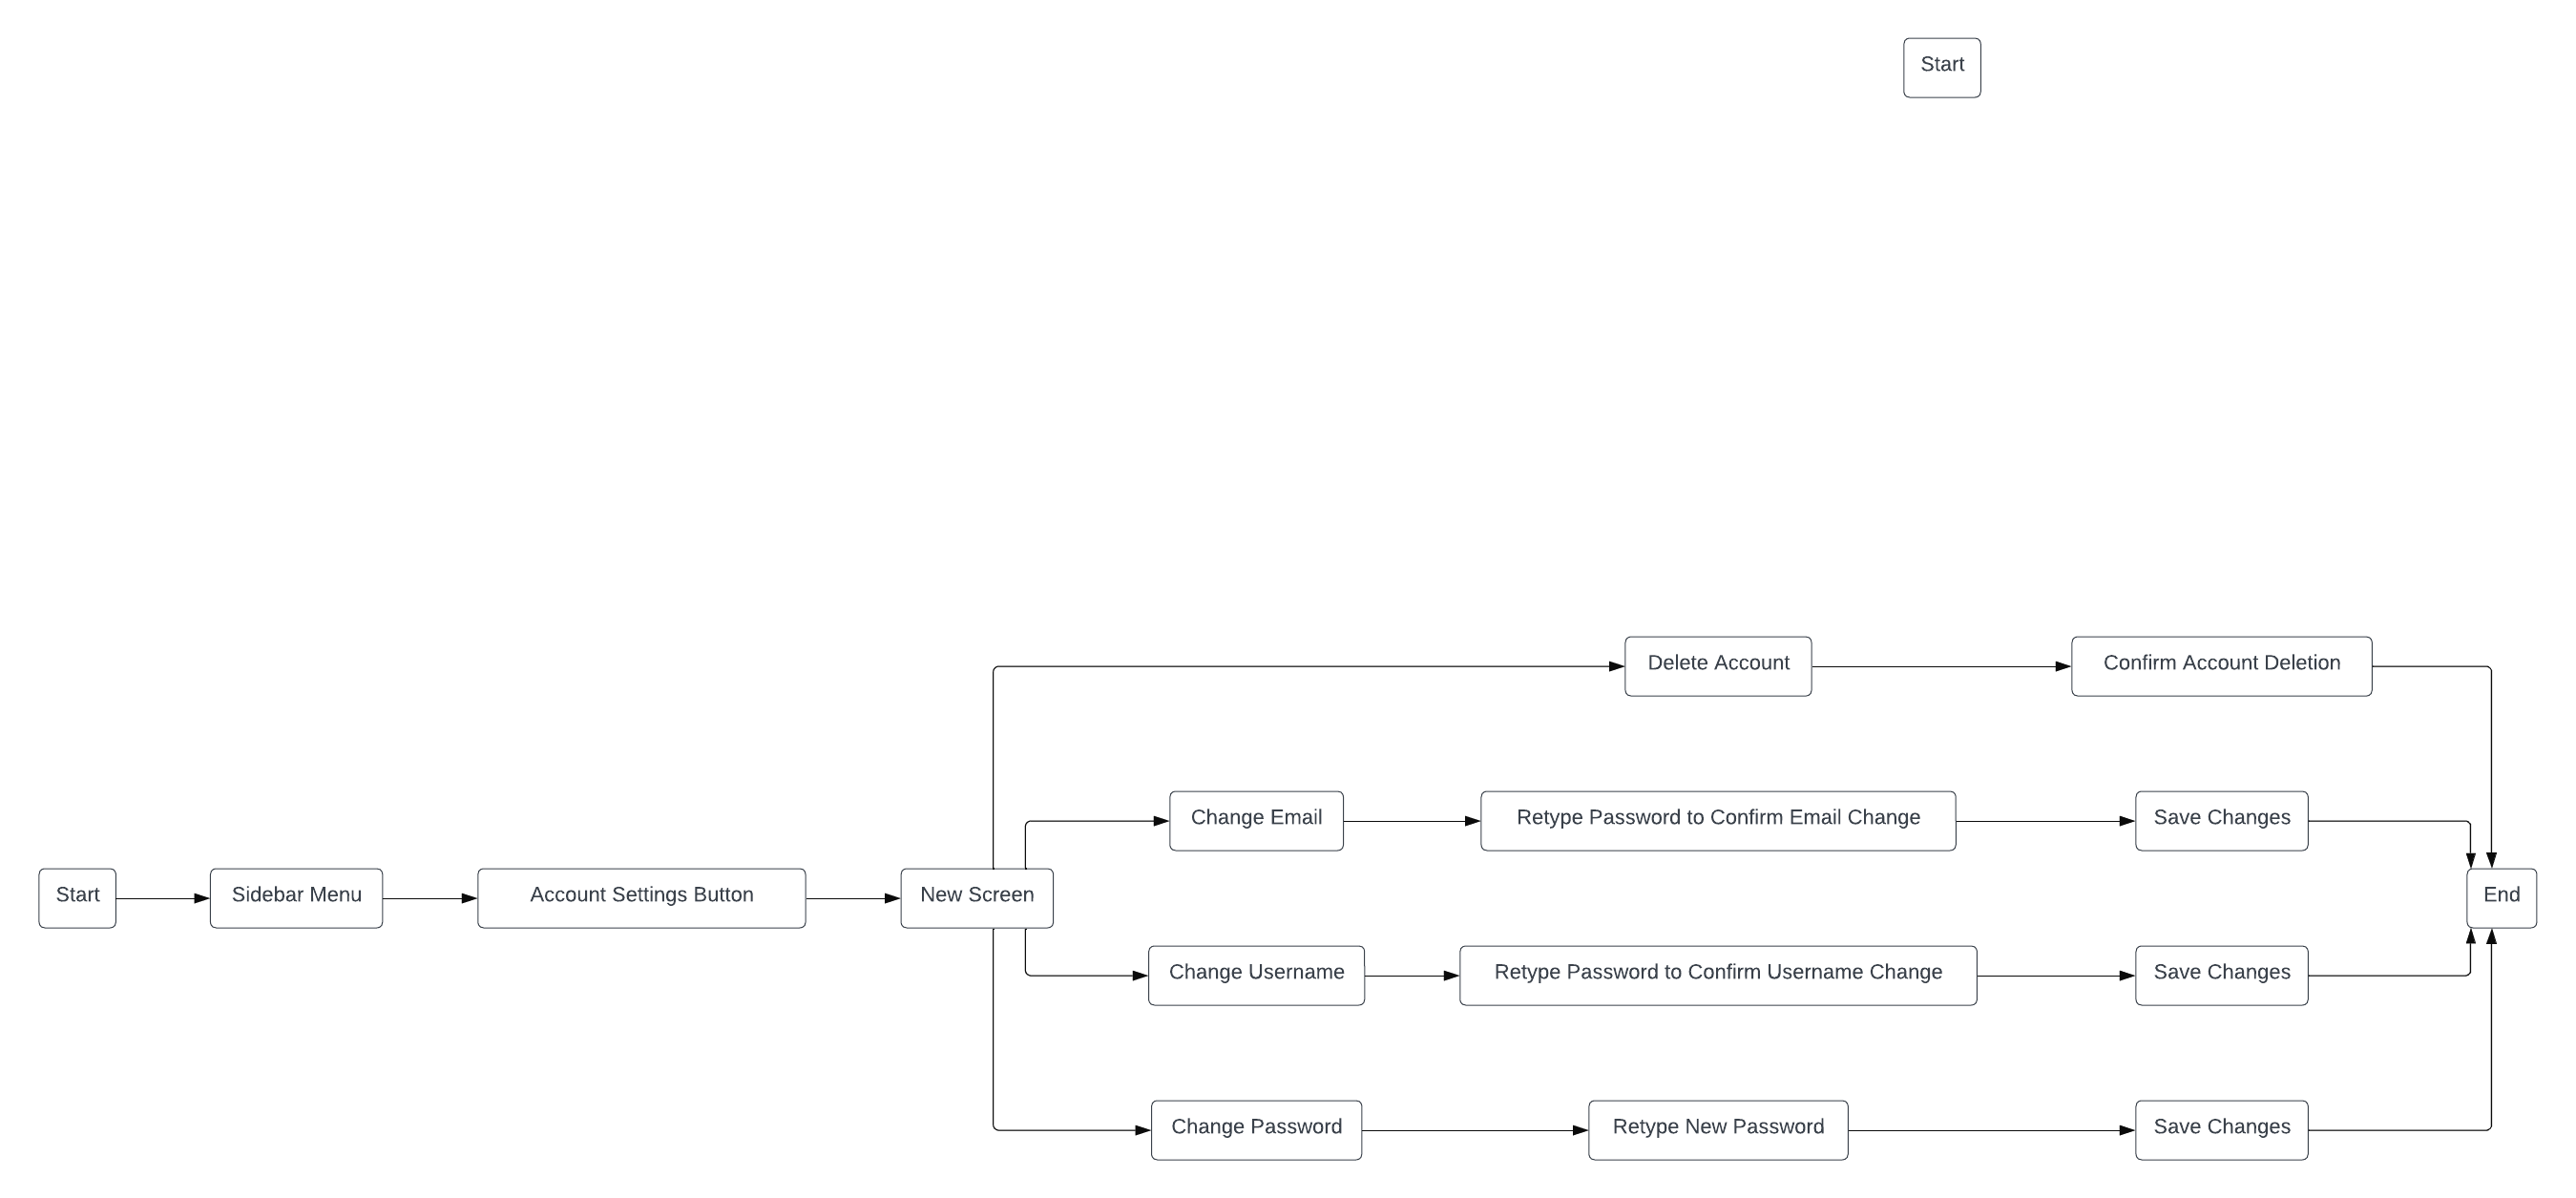 Start
Delete Account
Confirm Account Deletion
Change Email
Retype Password to Confirm Email Change
Save Changes
Start
Sidebar Menu
Account Settings Button
New Screen
End
Change Username
Retype Password to Confirm Username Change
Save Changes
Change Password
Retype New Password
Save Changes